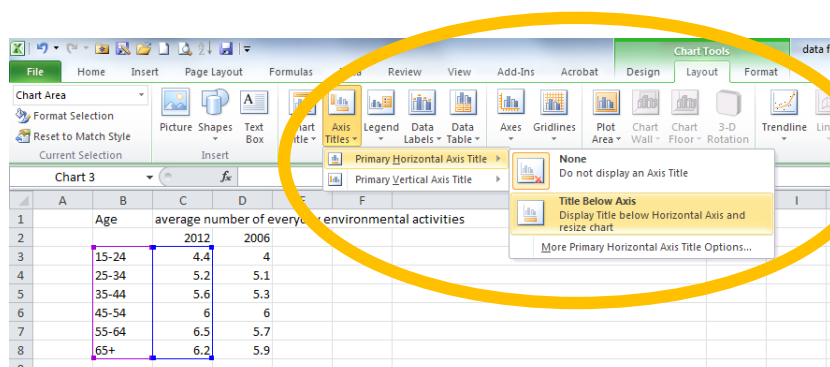 Chart Tools data f
File Home Insert Page Layout Formulas Review View Add-Ins Acrobat Design Layout Format
Chart Area
Format Selection
Reset to Match Style
Current Selection
Picture Shapes Text Box
Insert
Axis Titles Legend Data Labels Data Table Axes Gridlines Plot Area Chart Wall Chart Floor 3-D Rotation Trendline
Primary Horizontal Axis Title
Primary Vertical Axis Title
None
Do not display an Axis Title
Title Below Axis
Display Title below Horizontal Axis and
resize chart
More Primary Horizontal Axis Title Options...
Chart 3 fx
A B C D F I
1 Age average number of everyday environmental activities
2 2012 2006
3 15-24 4.4 4
4 25-34 5.2 5.1
5 35-44 5.6 5.3
6 45-54 6 6
7 55-64 6.5 5.7
8 65+ 6.2 5.9